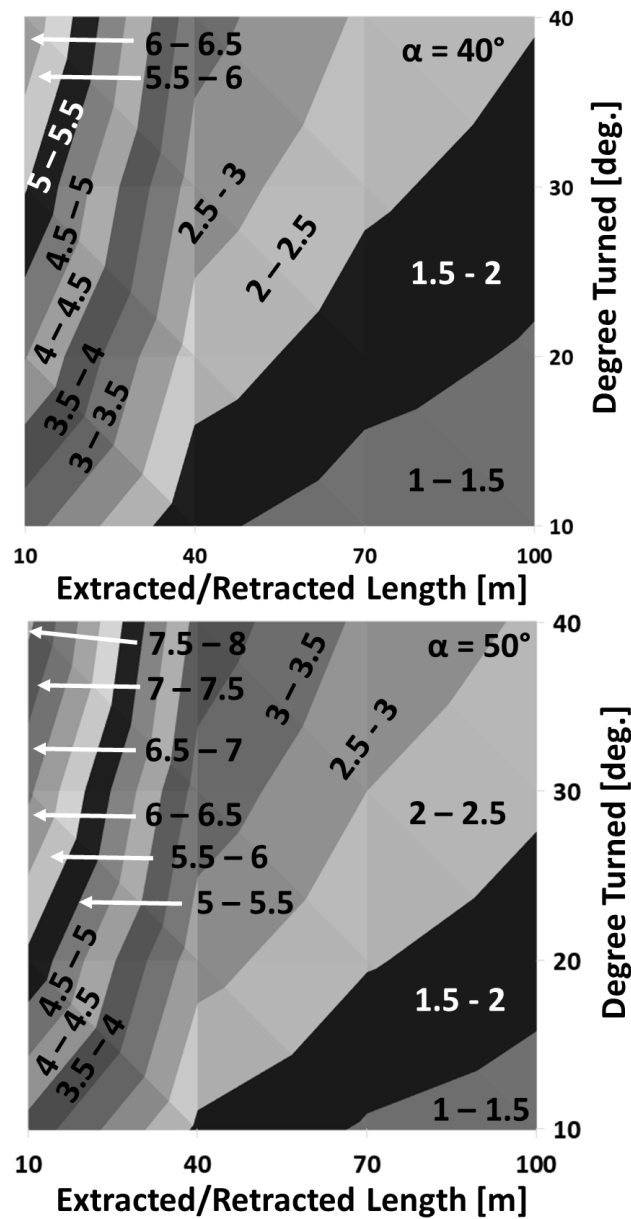 6 – 6.5
α = 40°
5.5 – 6
5 – 5.5
4.5 – 5
4 – 4.5
3.5 – 4
3 – 3.5
2.5 - 3
2 – 2.5
1.5 - 2
1 – 1.5
40
30
20
10
Degree Turned [deg.]
10 40 70 100
Extracted/Retracted Length [m]
7.5 – 8
α = 50°
7 – 7.5
6.5 – 7
6 – 6.5
5.5 – 6
5 – 5.5
4.5 – 5
4 – 4.5
3.5 – 4
3 – 3.5
2.5 - 3
2 – 2.5
1.5 - 2
1 – 1.5
40
30
20
10
Degree Turned [deg.]
10 40 70 100
Extracted/Retracted Length [m]